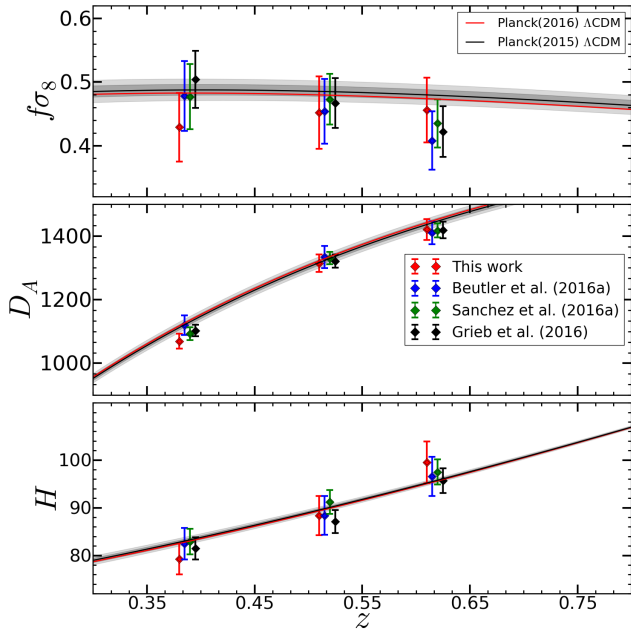 0.6
0.5
0.4
fσ8
Planck(2016) ΛCDM
Planck(2015) ΛCDM
1400
1200
1000
D_A
This work
Beutler et al. (2016a)
Sanchez et al. (2016a)
Grieb et al. (2016)
100
90
80
H
0.35 0.45 0.55 0.65 0.75
z